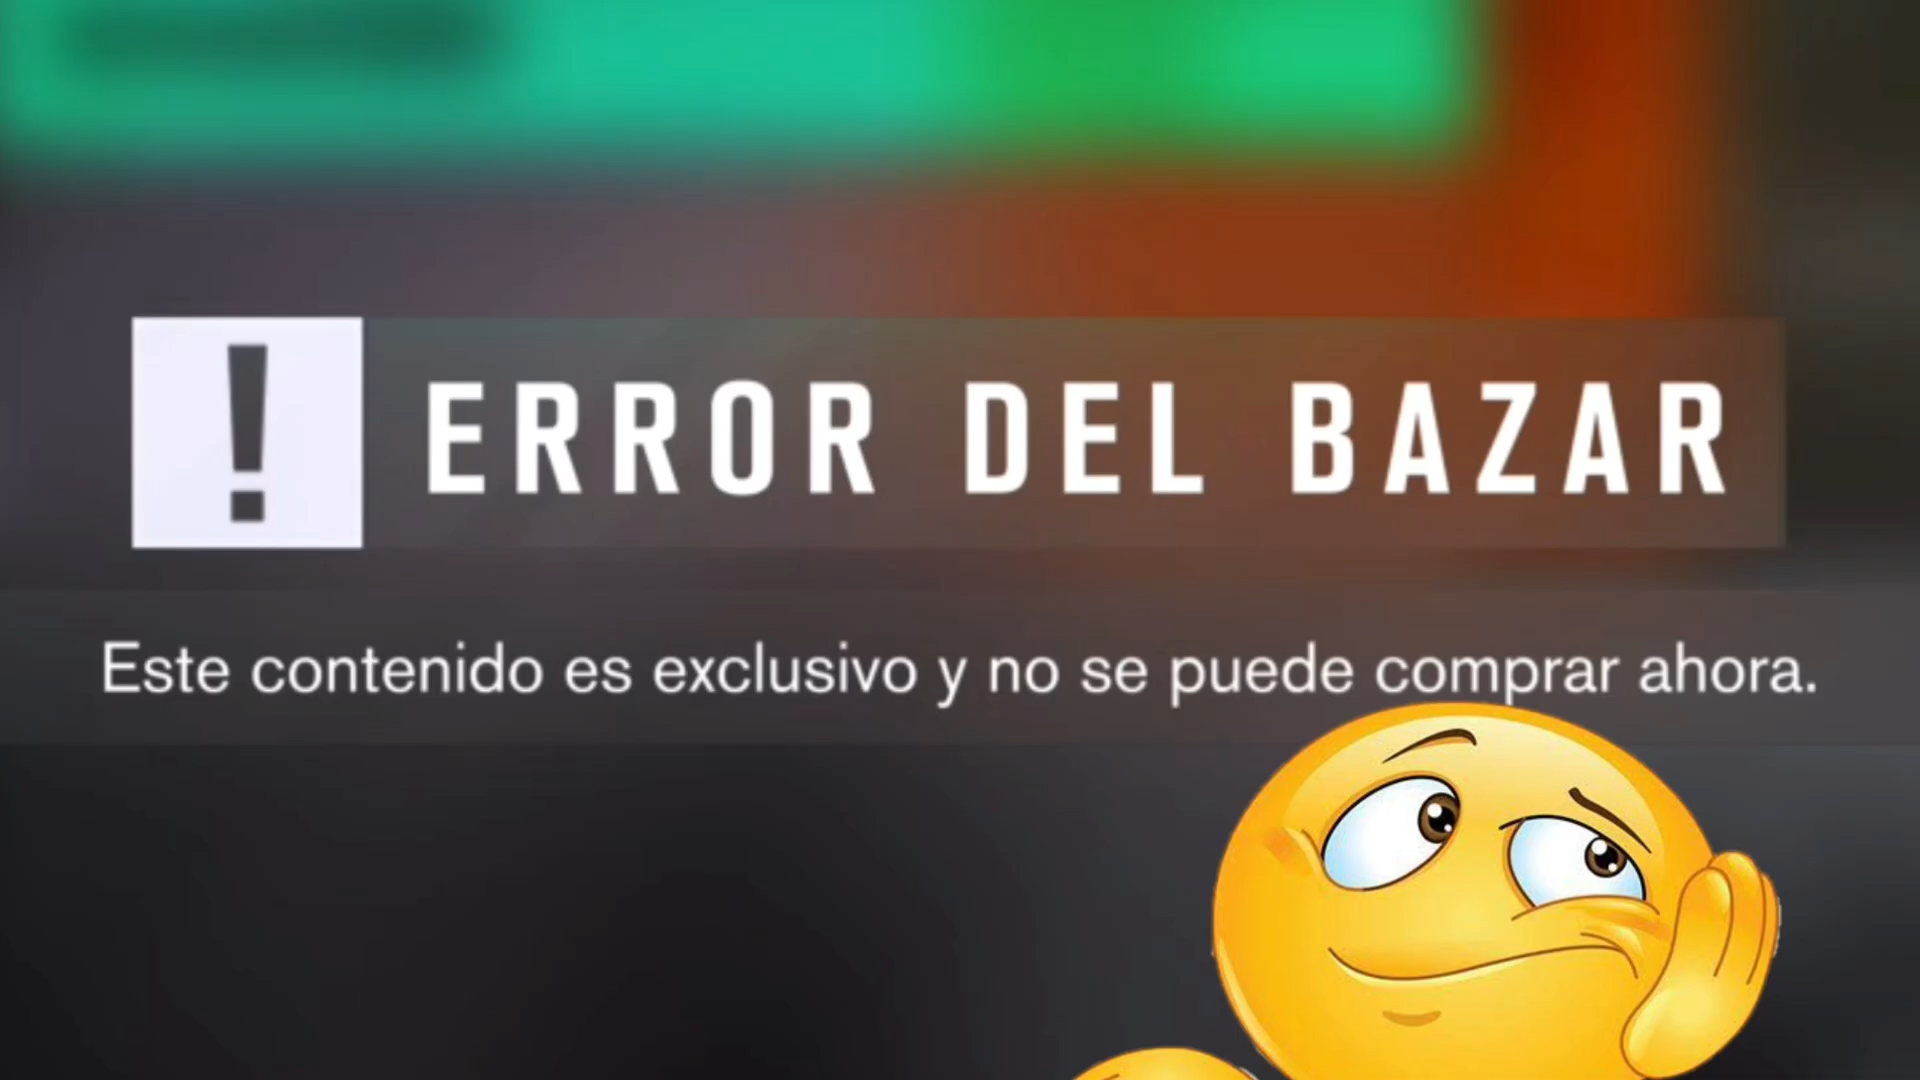 ! ERROR DEL BAZAR
Este contenido es exclusivo y no se puede comprar ahora.